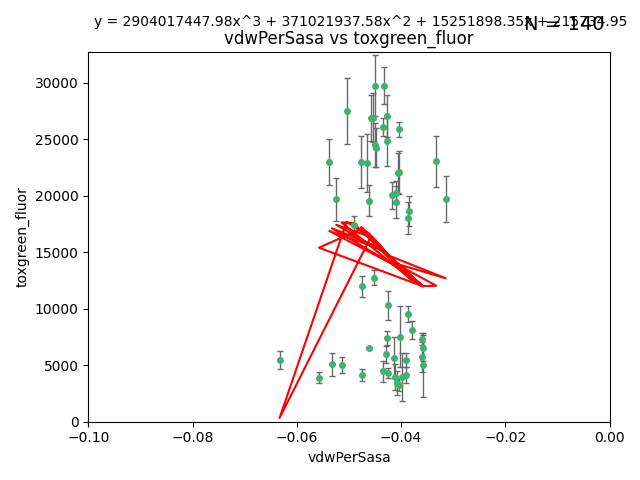 y = 2904017447.98x^3 + 371021937.58x^2 + 15251898.35x + 215734.95
N = 140
vdwPerSasa vs toxgreen_fluor
30000
25000
20000
15000
10000
5000
0
toxgreen_fluor
−0.10 −0.08 −0.06 −0.04 −0.02 0.00
vdwPerSasa